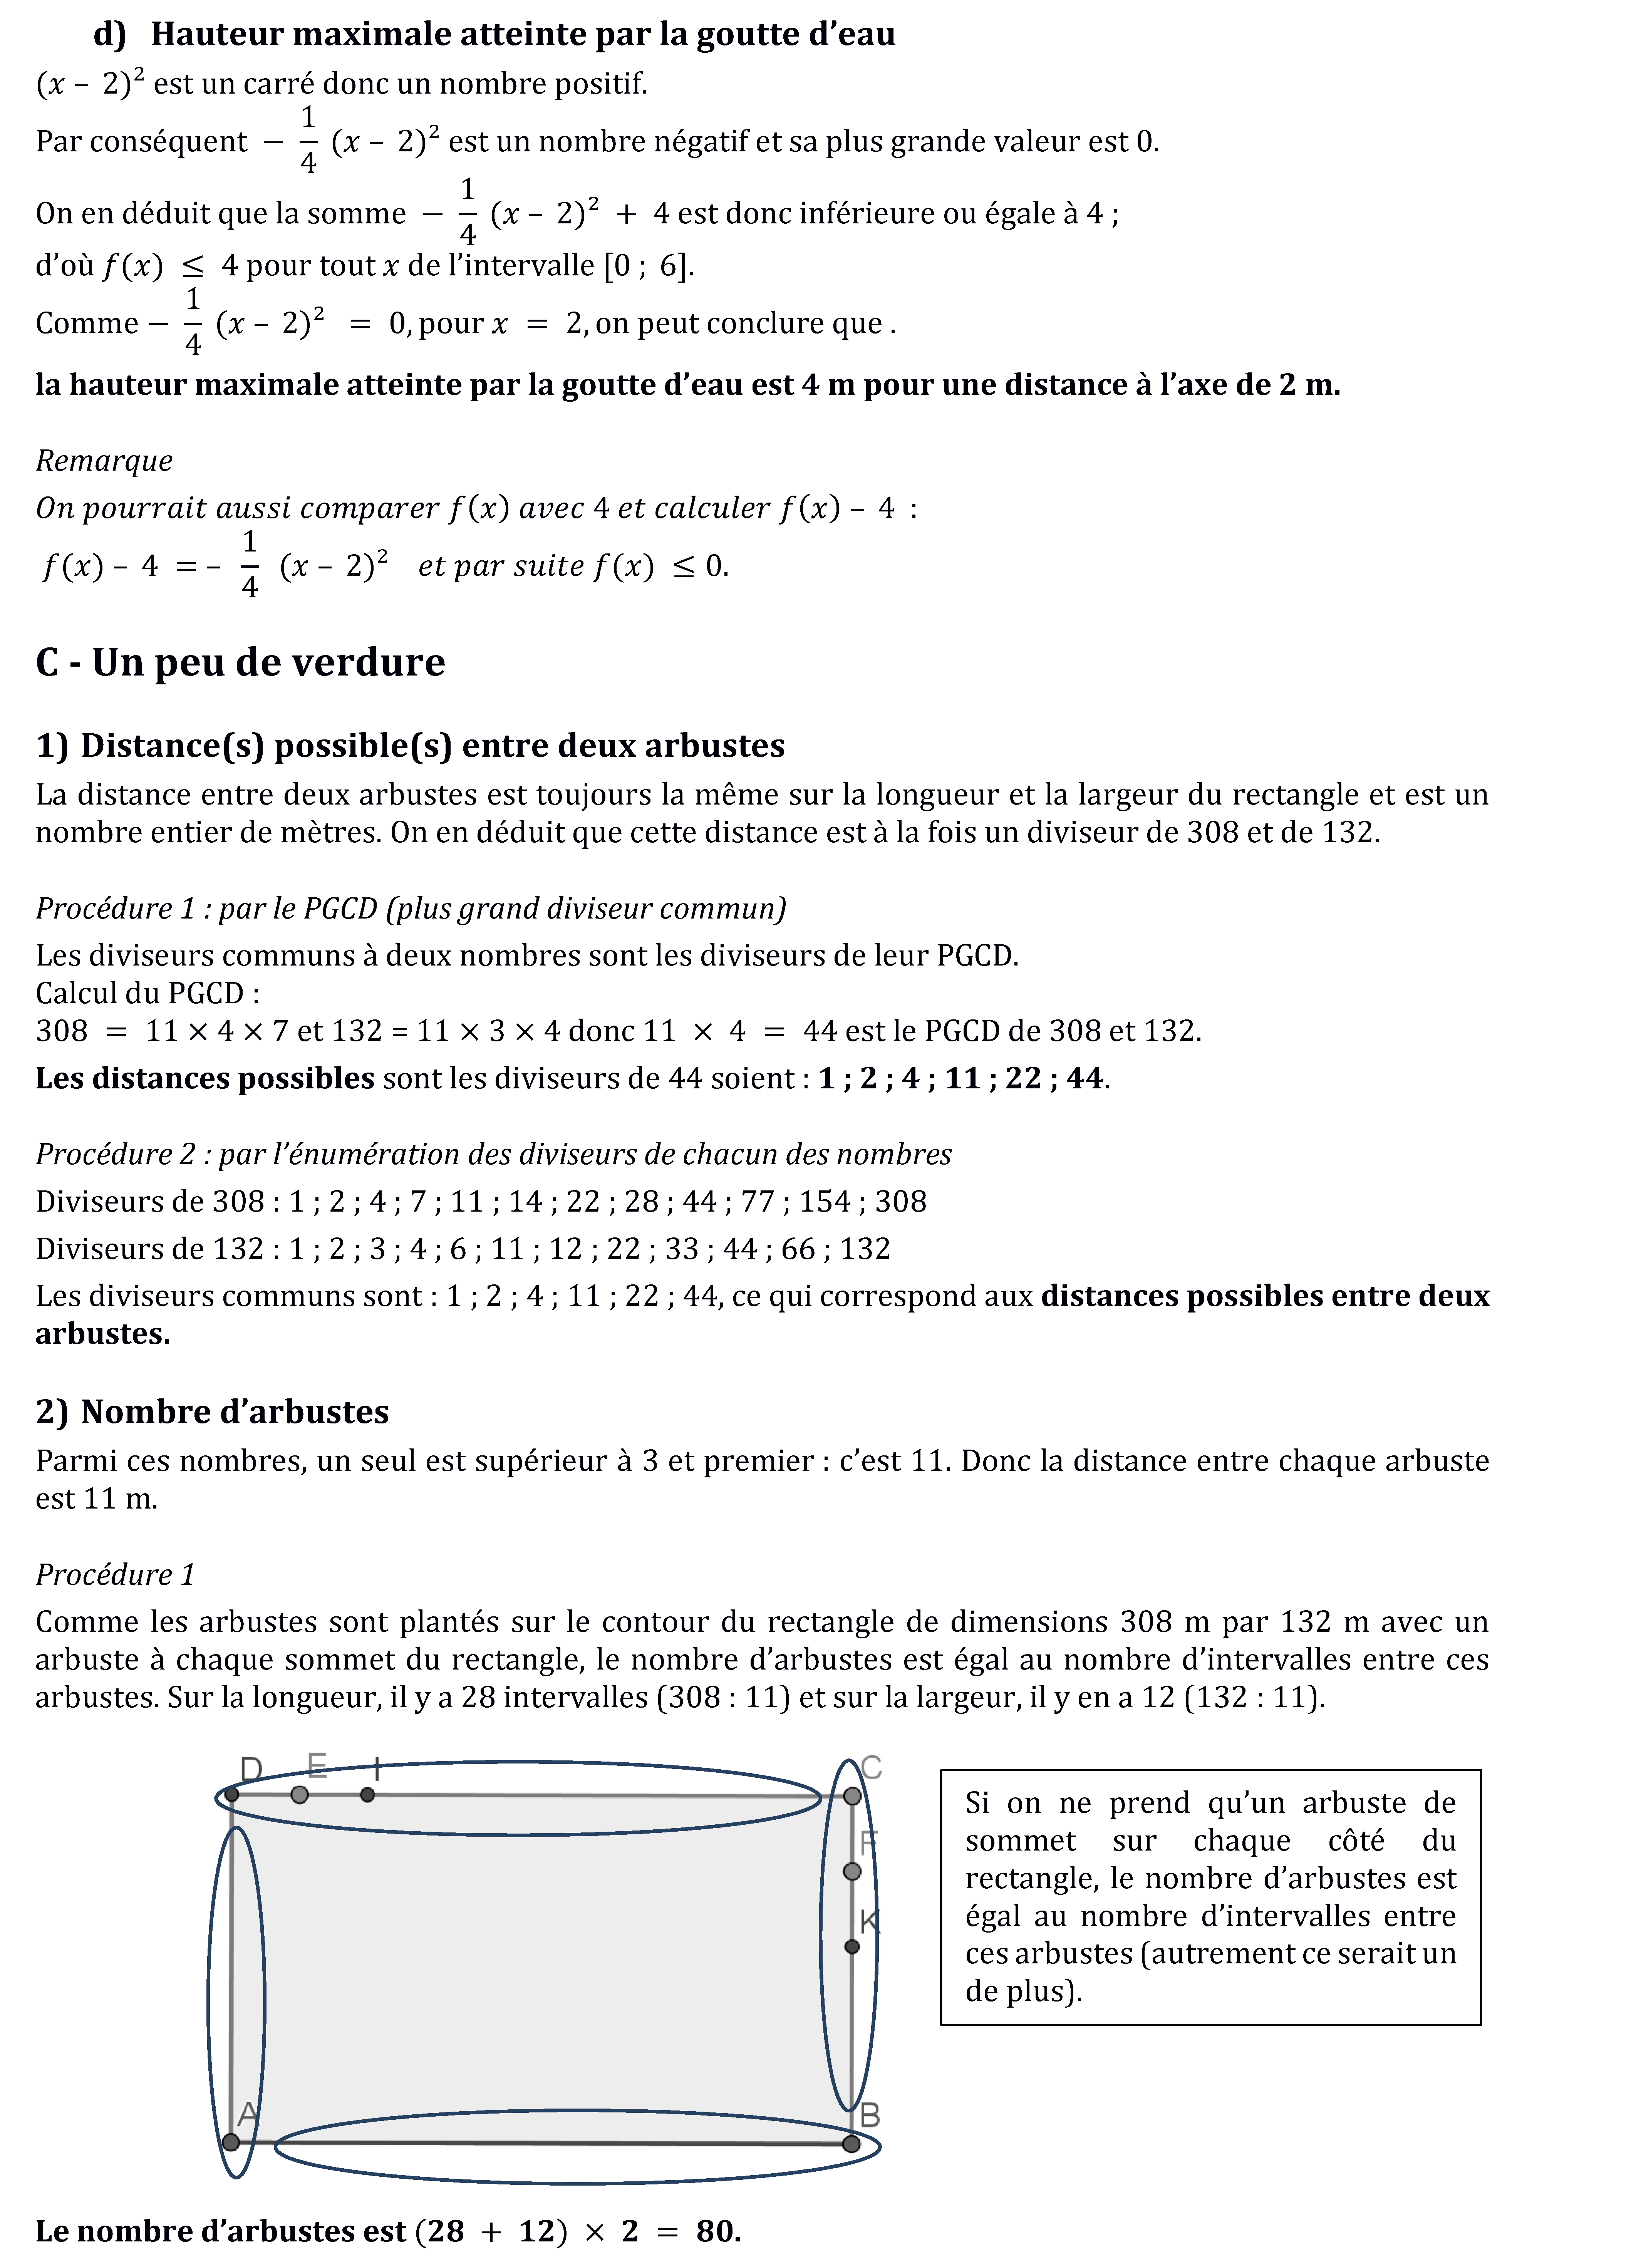 d) Hauteur maximale atteinte par la goutte d’eau
(x – 2)² est un carré donc un nombre positif.
Par conséquent − 1/4 (x – 2)² est un nombre négatif et sa plus grande valeur est 0.
On en déduit que la somme − 1/4 (x – 2)² + 4 est donc inférieure ou égale à 4 ;
d’où f(x) ≤ 4 pour tout x de l’intervalle [0 ; 6].
Comme − 1/4 (x – 2)² = 0, pour x = 2, on peut conclure que .
la hauteur maximale atteinte par la goutte d’eau est 4 m pour une distance à l’axe de 2 m.
Remarque
On pourrait aussi comparer f(x) avec 4 et calculer f(x) – 4 :
f(x) – 4 = – 1/4 (x – 2)² et par suite f(x) ≤ 0.
C - Un peu de verdure
1) Distance(s) possible(s) entre deux arbustes
La distance entre deux arbustes est toujours la même sur la longueur et la largeur du rectangle et est un
nombre entier de mètres. On en déduit que cette distance est à la fois un diviseur de 308 et de 132.
Procédure 1 : par le PGCD (plus grand diviseur commun)
Les diviseurs communs à deux nombres sont les diviseurs de leur PGCD.
Calcul du PGCD :
308 = 11 × 4 × 7 et 132 = 11 × 3 × 4 donc 11 × 4 = 44 est le PGCD de 308 et 132.
Les distances possibles sont les diviseurs de 44 soient : 1 ; 2 ; 4 ; 11 ; 22 ; 44.
Procédure 2 : par l’énumération des diviseurs de chacun des nombres
Diviseurs de 308 : 1 ; 2 ; 4 ; 7 ; 11 ; 14 ; 22 ; 28 ; 44 ; 77 ; 154 ; 308
Diviseurs de 132 : 1 ; 2 ; 3 ; 4 ; 6 ; 11 ; 12 ; 22 ; 33 ; 44 ; 66 ; 132
Les diviseurs communs sont : 1 ; 2 ; 4 ; 11 ; 22 ; 44, ce qui correspond aux distances possibles entre deux
arbustes.
2) Nombre d’arbustes
Parmi ces nombres, un seul est supérieur à 3 et premier : c’est 11. Donc la distance entre chaque arbuste
est 11 m.
Procédure 1
Comme les arbustes sont plantés sur le contour du rectangle de dimensions 308 m par 132 m avec un
arbuste à chaque sommet du rectangle, le nombre d’arbustes est égal au nombre d’intervalles entre ces
arbustes. Sur la longueur, il y a 28 intervalles (308 : 11) et sur la largeur, il y en a 12 (132 : 11).
D E I C
F
K
A B
Si on ne prend qu’un arbuste de
sommet sur chaque côté du
rectangle, le nombre d’arbustes est
égal au nombre d’intervalles entre
ces arbustes (autrement ce serait un
de plus).
Le nombre d’arbustes est (28 + 12) × 2 = 80.